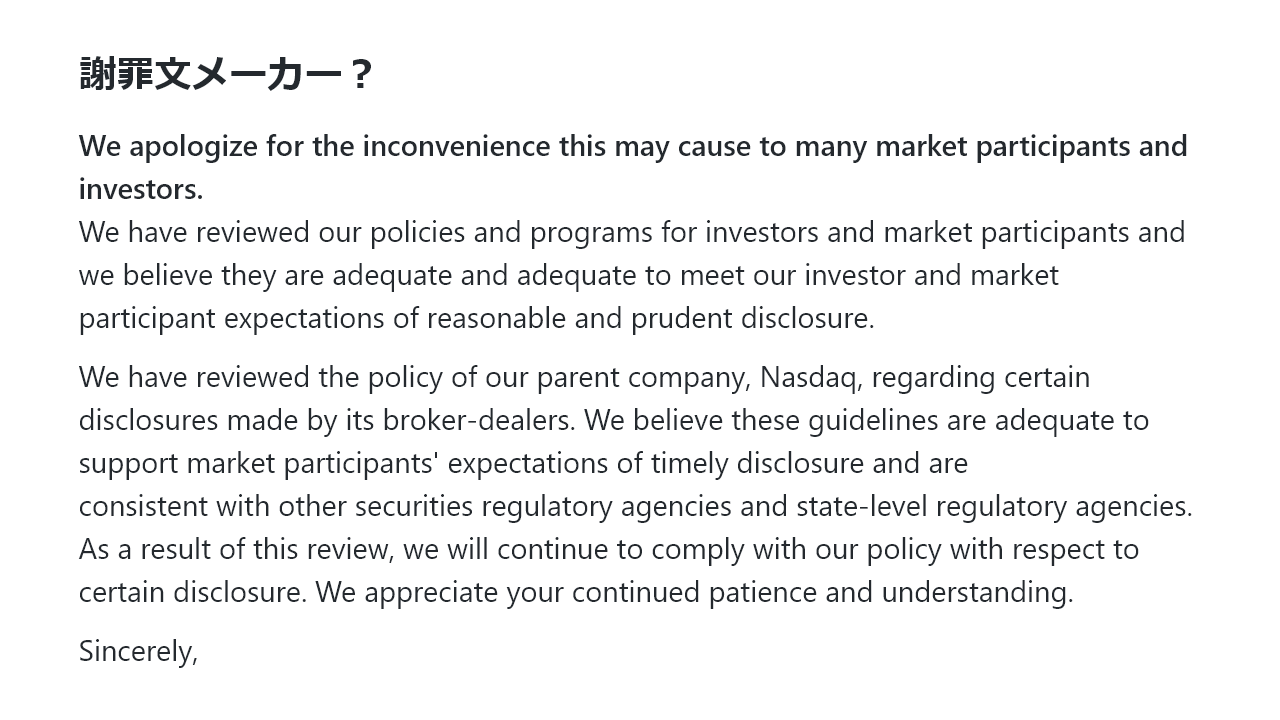 謝罪文メーカー？
We apologize for the inconvenience this may cause to many market participants and
investors.
We have reviewed our policies and programs for investors and market participants and
we believe they are adequate and adequate to meet our investor and market
participant expectations of reasonable and prudent disclosure.
We have reviewed the policy of our parent company, Nasdaq, regarding certain
disclosures made by its broker-dealers. We believe these guidelines are adequate to
support market participants' expectations of timely disclosure and are
consistent with other securities regulatory agencies and state-level regulatory agencies.
As a result of this review, we will continue to comply with our policy with respect to
certain disclosure. We appreciate your continued patience and understanding.
Sincerely,